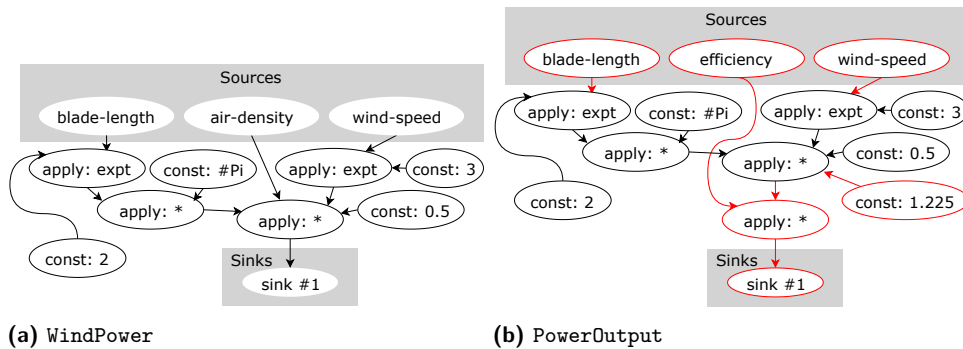 Sources
blade-length air-density wind-speed
apply: expt const: #Pi apply: expt const: 3
apply: * apply: * const: 0.5
const: 2
Sinks
sink #1
(a) WindPower
Sources
blade-length efficiency wind-speed
apply: expt const: #Pi apply: expt const: 3
apply: * apply: * const: 0.5
const: 2 apply: * const: 1.225
Sinks
sink #1
(b) PowerOutput